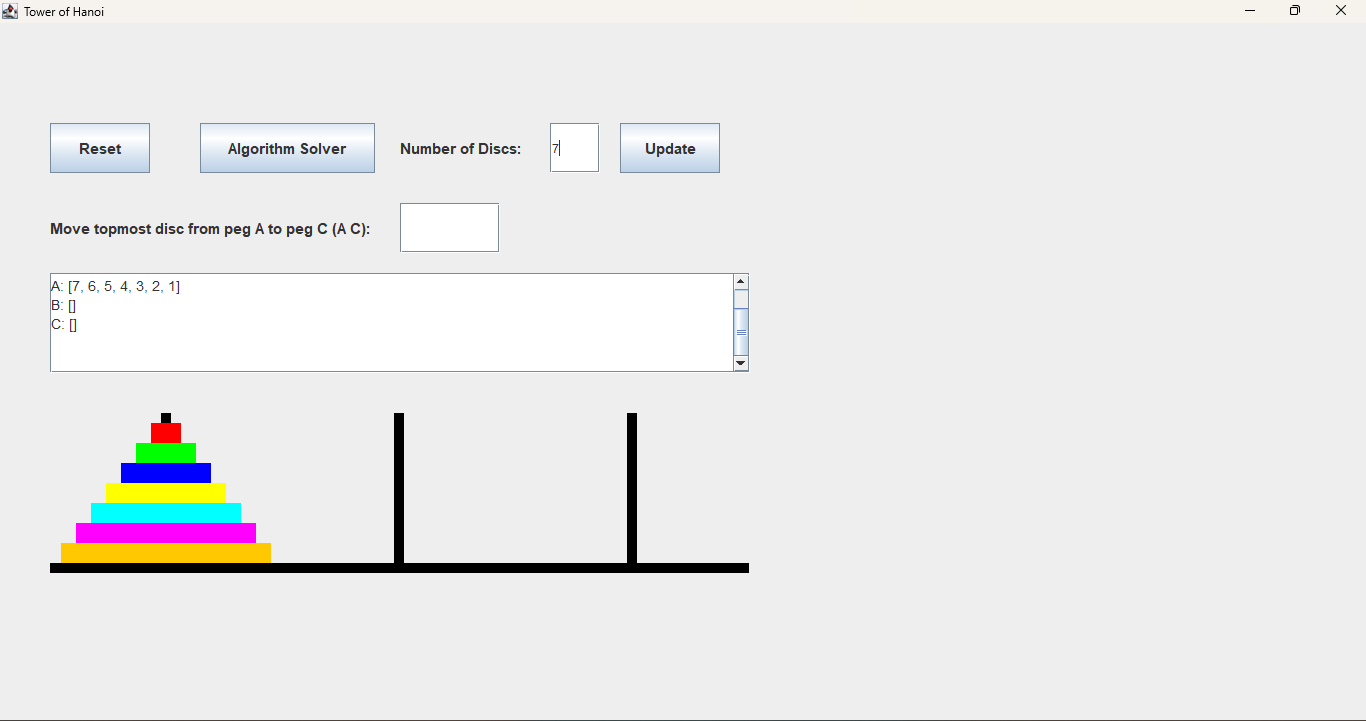 Tower of Hanoi
Reset
Algorithm Solver
Number of Discs:
7
Update
Move topmost disc from peg A to peg C (A C):
A: [7, 6, 5, 4, 3, 2, 1]
B: []
C: []